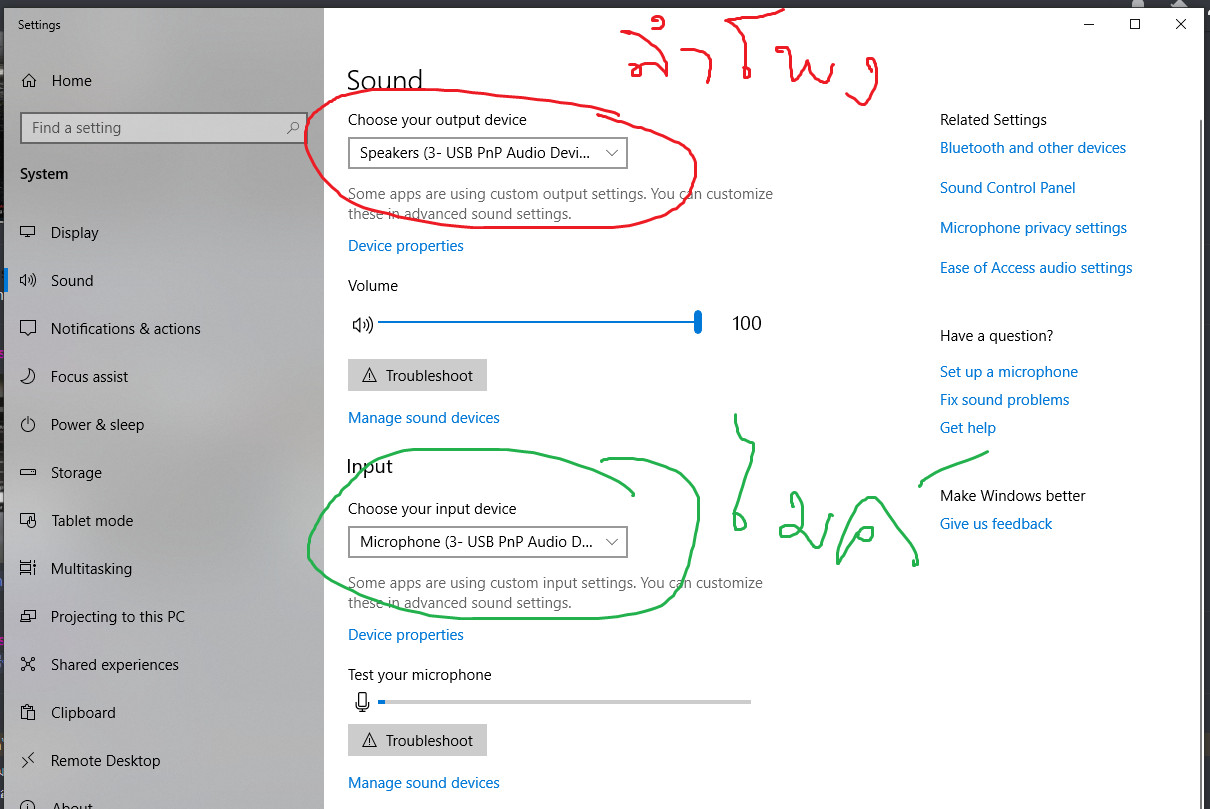 Settings
Home
Find a setting
System
Display
Sound
Notifications & actions
Focus assist
Power & sleep
Storage
Tablet mode
Multitasking
Projecting to this PC
Shared experiences
Clipboard
Remote Desktop
About
ลำโพง
Sound
Choose your output device
Speakers (3- USB PnP Audio Devi...
Some apps are using custom output settings. You can customize
these in advanced sound settings.
Device properties
Volume
100
Troubleshoot
Manage sound devices
Input
Choose your input device
Microphone (3- USB PnP Audio D...
Some apps are using custom input settings. You can customize
these in advanced sound settings.
Device properties
Test your microphone
Troubleshoot
Manage sound devices
ไมค์
Related Settings
Bluetooth and other devices
Sound Control Panel
Microphone privacy settings
Ease of Access audio settings
Have a question?
Set up a microphone
Fix sound problems
Get help
Make Windows better
Give us feedback